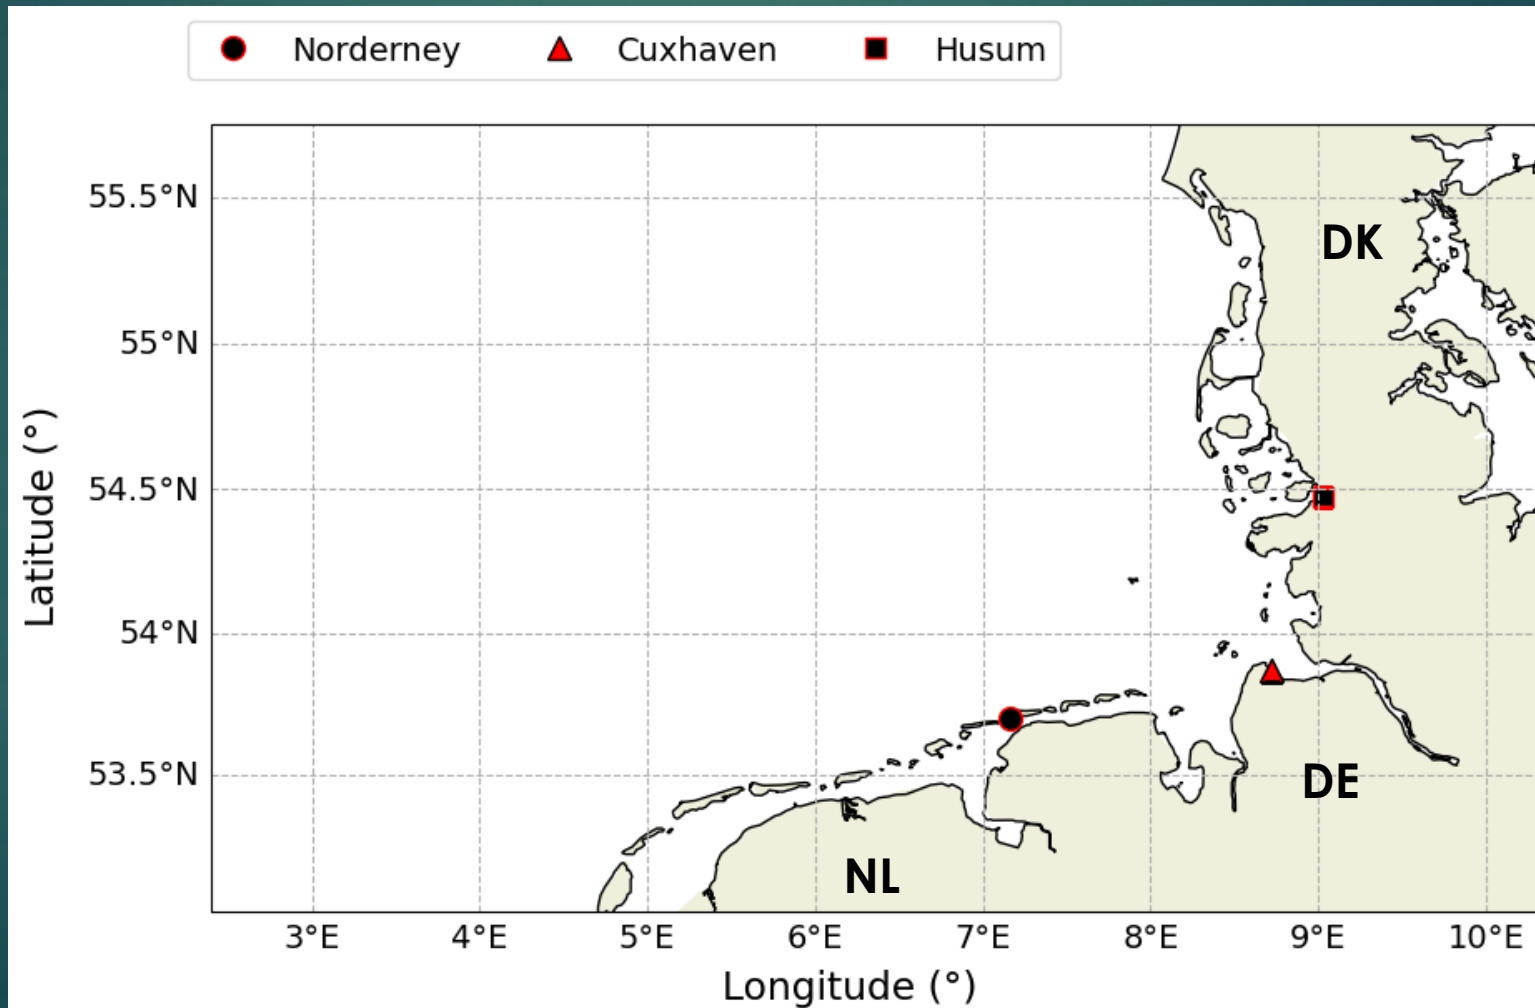 Norderney Cuxhaven Husum
55.5°N
DK
55°N
54.5°N
54°N
53.5°N
DE
NL
3°E 4°E 5°E 6°E 7°E 8°E 9°E 10°E
Longitude (°)
Latitude (°)